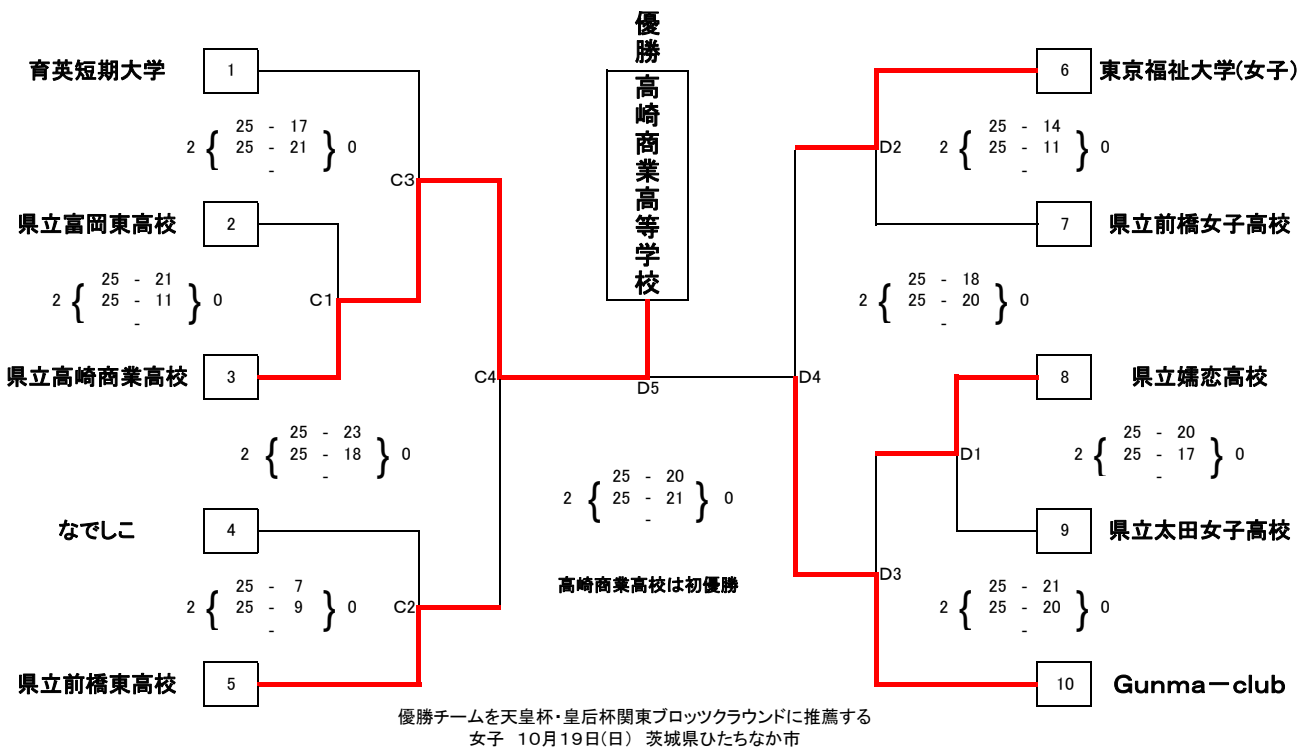 優勝
高崎商業高等学校
育英短期大学 1
25 - 17
2 { 25 - 21 } 0
-
C3
県立富岡東高校 2
25 - 21
2 { 25 - 11 } 0
-
C1
県立高崎商業高校 3
C4
25 - 23
2 { 25 - 18 } 0
-
なでしこ 4
25 - 7
2 { 25 - 9 } 0
-
C2
県立前橋東高校 5
D5
25 - 20
2 { 25 - 21 } 0
-
高崎商業高校は初優勝
6 東京福祉大学(女子)
D2
25 - 14
2 { 25 - 11 } 0
-
7 県立前橋女子高校
25 - 18
2 { 25 - 20 } 0
-
D4
8 県立嬬恋高校
D1
25 - 20
2 { 25 - 17 } 0
-
9 県立太田女子高校
D3
25 - 21
2 { 25 - 20 } 0
-
10 Gunma－club
優勝チームを天皇杯・皇后杯関東ブロッツクラウンドに推薦する
女子 10月19日(日) 茨城県ひたちなか市